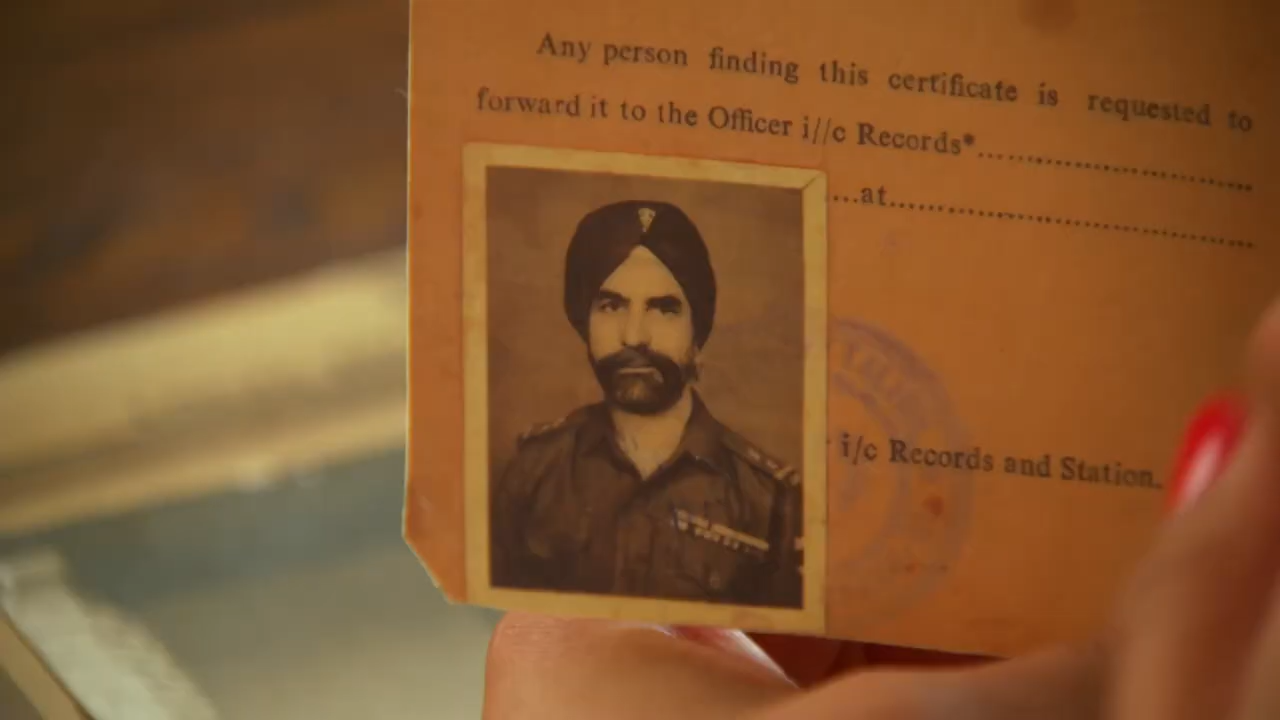 Any person finding this certificate is requested to
forward it to the Officer i//c Records*..............................
...at..............................
i/c Records and Station.